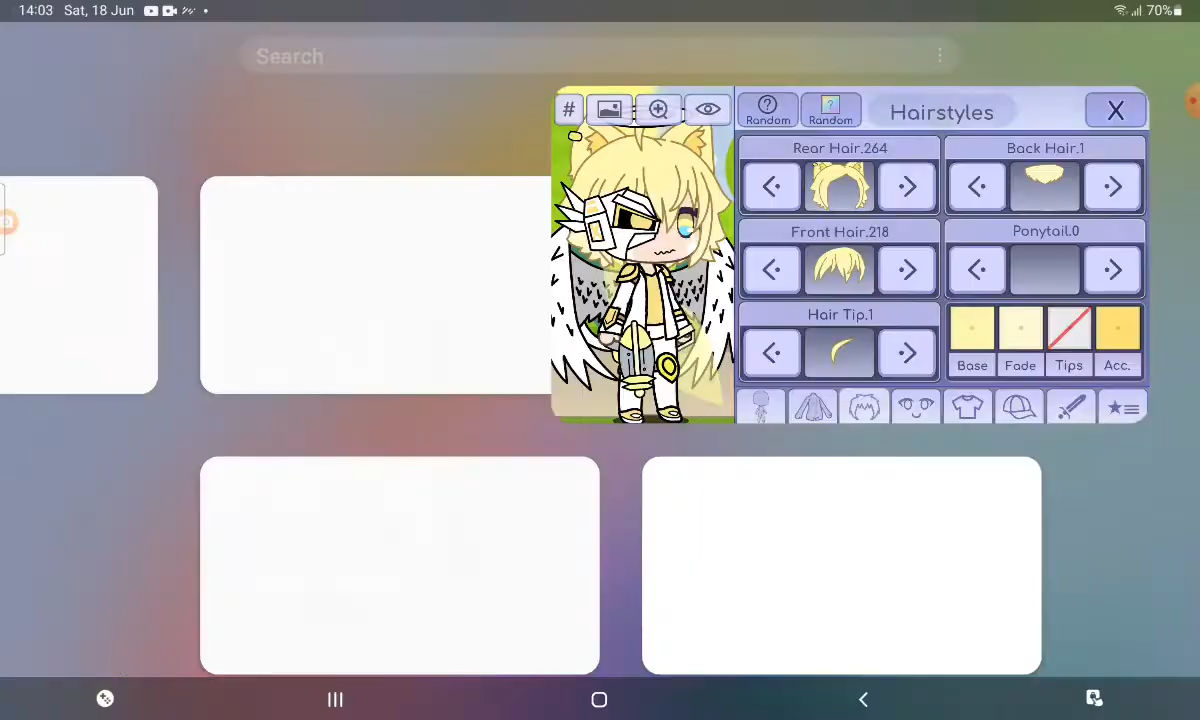 14:03 Sat, 18 Jun 70%
Search
# Random Random Hairstyles X
Rear Hair.264 Back Hair.1
Front Hair.218 Ponytail.0
Hair Tip.1
Base Fade Tips Acc.